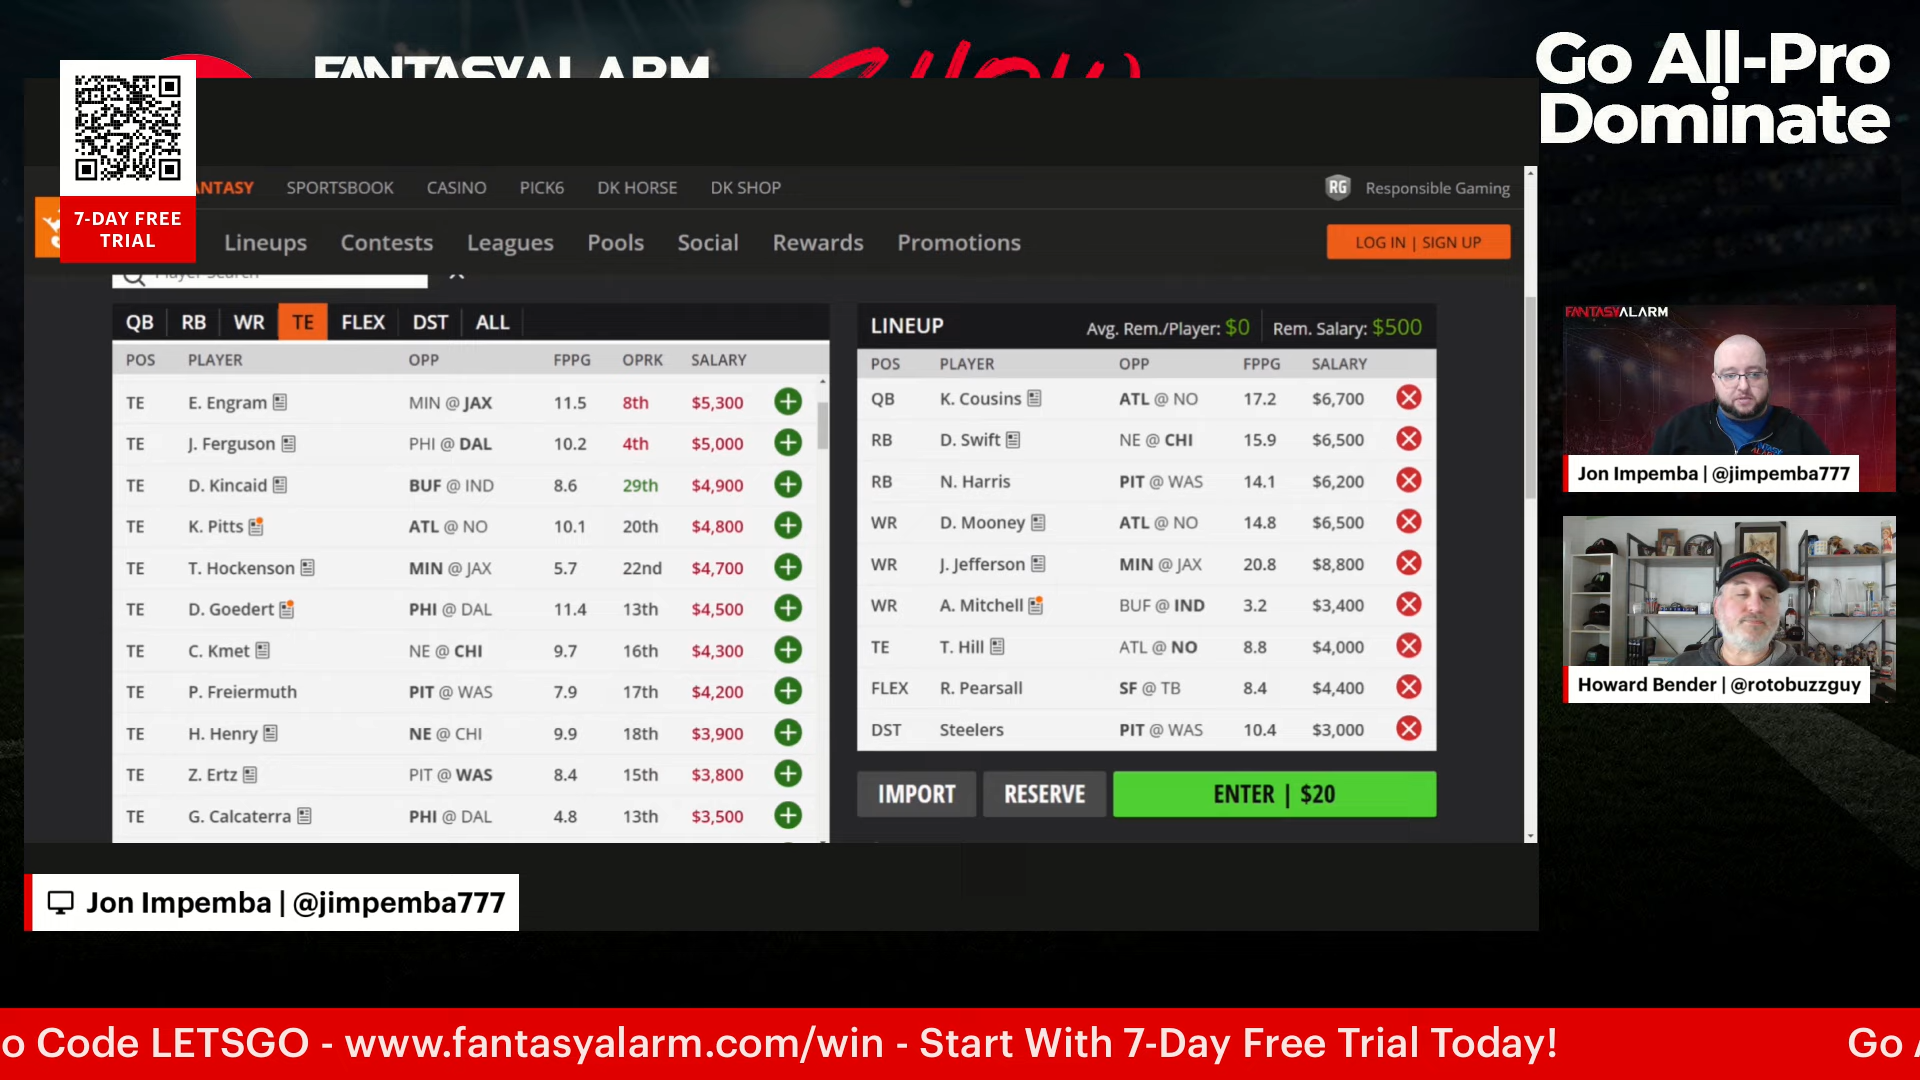 FANTASYALARM SHOW
Go All-Pro
Dominate
7-DAY FREE
TRIAL
ANTASY SPORTSBOOK CASINO PICK6 DK HORSE DK SHOP RG Responsible Gaming
Lineups Contests Leagues Pools Social Rewards Promotions LOG IN | SIGN UP
Player Search
QB RB WR TE FLEX DST ALL
POS PLAYER OPP FPPG OPRK SALARY
TE E. Engram MIN @ JAX 11.5 8th $5,300
TE J. Ferguson PHI @ DAL 10.2 4th $5,000
TE D. Kincaid BUF @ IND 8.6 29th $4,900
TE K. Pitts ATL @ NO 10.1 20th $4,800
TE T. Hockenson MIN @ JAX 5.7 22nd $4,700
TE D. Goedert PHI @ DAL 11.4 13th $4,500
TE C. Kmet NE @ CHI 9.7 16th $4,300
TE P. Freiermuth PIT @ WAS 7.9 17th $4,200
TE H. Henry NE @ CHI 9.9 18th $3,900
TE Z. Ertz PIT @ WAS 8.4 15th $3,800
TE G. Calcaterra PHI @ DAL 4.8 13th $3,500
LINEUP Avg. Rem./Player: $0 Rem. Salary: $500
POS PLAYER OPP FPPG SALARY
QB K. Cousins ATL @ NO 17.2 $6,700
RB D. Swift NE @ CHI 15.9 $6,500
RB N. Harris PIT @ WAS 14.1 $6,200
WR D. Mooney ATL @ NO 14.8 $6,500
WR J. Jefferson MIN @ JAX 20.8 $8,800
WR A. Mitchell BUF @ IND 3.2 $3,400
TE T. Hill ATL @ NO 8.8 $4,000
FLEX R. Pearsall SF @ TB 8.4 $4,400
DST Steelers PIT @ WAS 10.4 $3,000
IMPORT RESERVE ENTER | $20
FANTASYALARM
Jon Impemba | @jimpemba777
Howard Bender | @rotobuzzguy
Jon Impemba | @jimpemba777
o Code LETSGO - www.fantasyalarm.com/win - Start With 7-Day Free Trial Today! Go